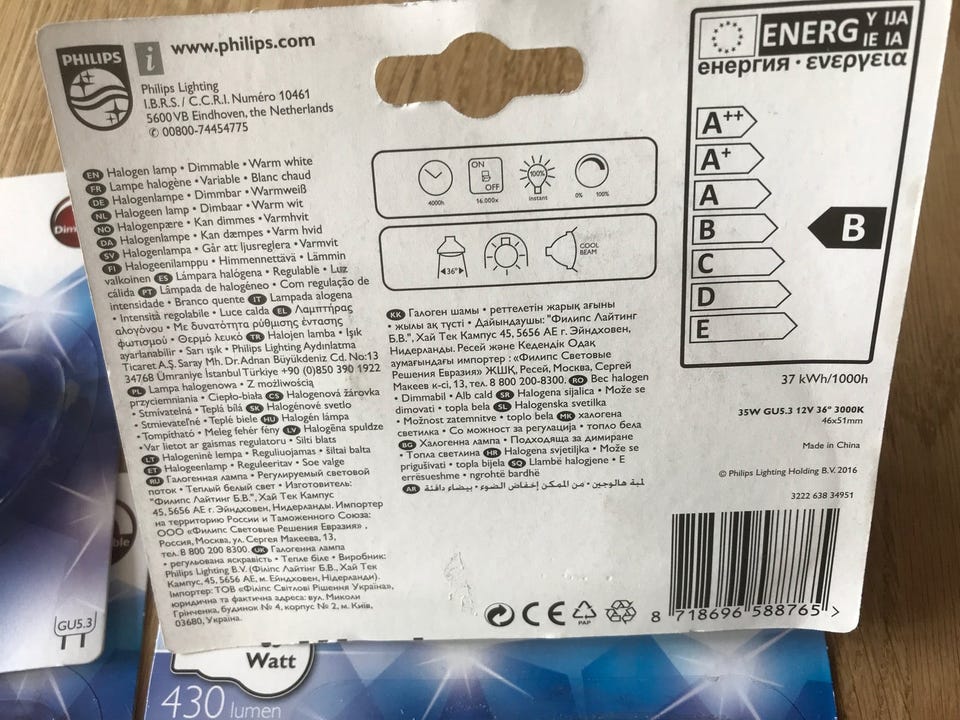 PHILIPS
i
www.philips.com
Philips Lighting
I.B.R.S./ C.C.R.I. Numéro 10461
5600 VB Eindhoven, the Netherlands
✆ 00800-74454775
EN Halogen lamp • Dimmable • Warm white
FR Lampe halogène • Variable • Blanc chaud
DE Halogenlampe • Dimmbar • Warmweiß
NL Halogeen lamp • Dimbaar • Warm wit
NO Halogenpære • Kan dimmes • Varmhvit
DA Halogenlampe • Kan dæmpes • Varm hvid
SV Halogenlampa • Går att ljusreglera • Varmvit
FI Halogeenilamppu • Himmennettävä • Lämmin
valkoinen ES Lámpara halógena • Regulable • Luz
cálida PT Lâmpada de halogéneo • Com regulação de
intensidade • Branco quente IT Lampada alogena
• Intensità regolabile • Luce calda EL Λαμπτήρας
αλογόνου • Με δυνατότητα ρύθμισης έντασης
φωτισμού • Θερμό λευκό TR Halojen lamba • Işık
ayarlanabilir • Sarı ışık • Philips Lighting Aydınlatma
Ticaret A.Ş. Saray Mh. Dr. Adnan Büyükdeniz Cd. No:13
34768 Ümraniye İstanbul Türkiye +90 (0)850 390 1922
PL Lampa halogenowa • Z możliwością
przyciemniania • Ciepło-biała CS Halogenová žárovka
• Stmívatelná • Teplá bílá SK Halogénové svetlo
• Stmievateľné • Teplé biele HU Halogén lámpa
• Tompítható • Meleg fehér fény LV Halogēna spuldze
• Var lietot ar gaismas regulatoru • Silti balts
LT Halogeninė lempa • Reguliuojamas • šiltai balta
ET Halogeenlamp • Reguleeritav • Soe valge
RU Галогенная лампа • Регулируемый световой
поток • Теплый белый свет • Изготовитель:
"Филипс Лайтинг Б.В.", Хай Тек Кампус
45, 5656 АЕ г. Эйндховен, Нидерланды. Импортер
на территорию России и Таможенного Союза:
ООО «Филипс Световые Решения Евразия» ,
Россия, Москва, ул. Сергея Макеева, 13,
тел. 8 800 200 8300. UK Галогенна лампа
• регульована яскравість • Тепле біле • Виробник:
Philips Lighting B.V. (Філіпс Лайтінг Б.В., Хай Тек
Кампус, 45, 5656 АЕ, м. Ейндховен, Нідерланди).
Імпортер: ТОВ «Філіпс Світлові Рішення Україна»,
юридична та фактична адреса: вул. Миколи
Грінченка, будинок № 4, корпус № 2, м. Київ,
03680, Україна.
4000h
ON
OFF
16.000x
100%
instant
0% 100%
36°
COOL
BEAM
KK Галоген шамы • реттелетін жарық ағыны
• жылы ақ түсті • Дайындаушы: "Филипс Лайтинг
Б.В.", Хай Тек Кампус 45, 5656 АЕ г. Эйндховен,
Нидерланды. Ресей және Кедендік Одақ
аумағындағы импортер : «Филипс Световые
Решения Евразия» ЖШҚ, Ресей, Москва, Сергей
Макеев к-сі, 13, тел. 8 800 200-8300. RO Bec halogen
• Dimmabil • Alb cald SR Halogena sijalica • Može se
dimovati • topla bela SL Halogenska svetilka
• Možnost zatemnitve • toplo bela MK халогена
светилка • Со можност за регулација • топло бела
BG Халогенна лампа • Подходяща за димиране
• Топла светлина HR Halogena svjetiljka • Može se
prigušivati • topla bijela SQ Llambë halogjene • E
errësueshme • ngrohtë bardhë
AR لمبة هالوجين • من الممكن إخفاض الضوء • بيضاء دافئة
ENERG Y IJA
IE IA
енергия • ενεργεια
A++
A+
A
B
B
C
D
E
37 kWh/1000h
35W GU5.3 12V 36° 3000K
46x51mm
Made in China
© Philips Lighting Holding B.V. 2016
3222 638 34951
CE
PAP
8 718696 588765 >
Dim
ble
GU5.3
Watt
430 lumen